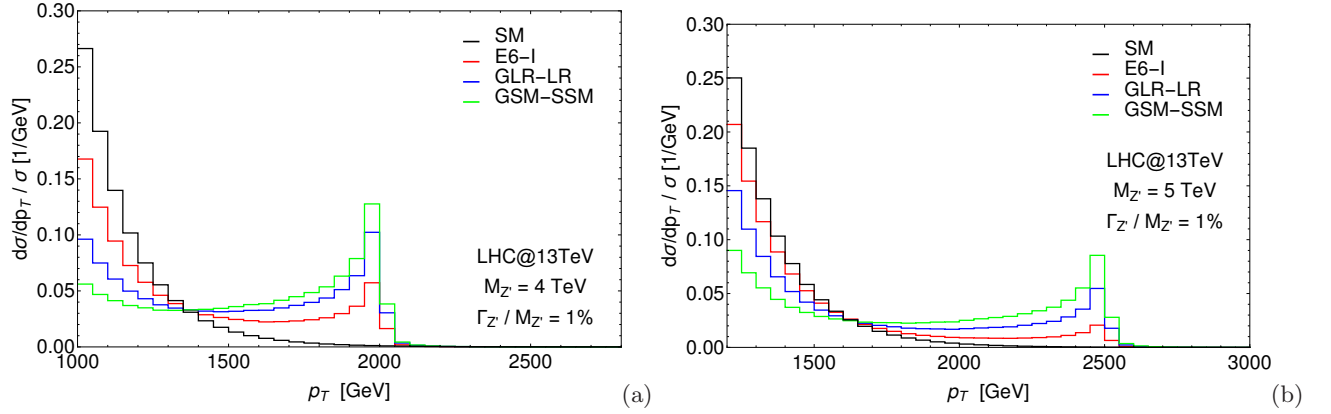 0.30
0.25
0.20
0.15
0.10
0.05
0.00
dσ/dp_T / σ [1/GeV]
SM
E6-I
GLR-LR
GSM-SSM
LHC@13TeV
M_Z' = 4 TeV
Γ_Z' / M_Z' = 1%
1000 1500 2000 2500
p_T [GeV]
(a)
0.30
0.25
0.20
0.15
0.10
0.05
0.00
dσ/dp_T / σ [1/GeV]
SM
E6-I
GLR-LR
GSM-SSM
LHC@13TeV
M_Z' = 5 TeV
Γ_Z' / M_Z' = 1%
1500 2000 2500 3000
p_T [GeV]
(b)